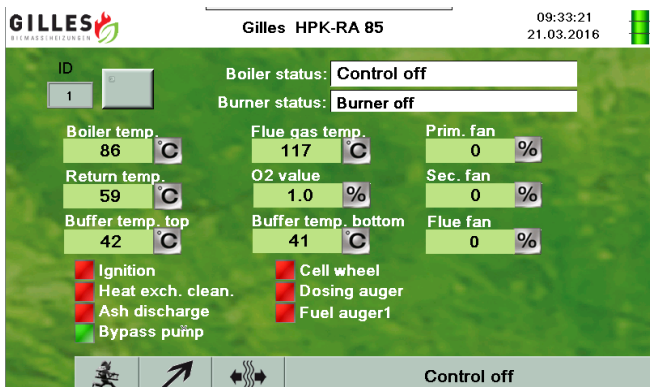 GILLES
BIOMASSEHEIZUNGEN
Gilles HPK-RA 85
09:33:21
21.03.2016
ID
1
Boiler status: Control off
Burner status: Burner off
Boiler temp. Flue gas temp. Prim. fan
86 °C 117 °C 0 %
Return temp. O2 value Sec. fan
59 °C 1.0 % 0 %
Buffer temp. top Buffer temp. bottom Flue fan
42 °C 41 °C 0 %
Ignition Cell wheel
Heat exch. clean. Dosing auger
Ash discharge Fuel auger1
Bypass pump
Control off